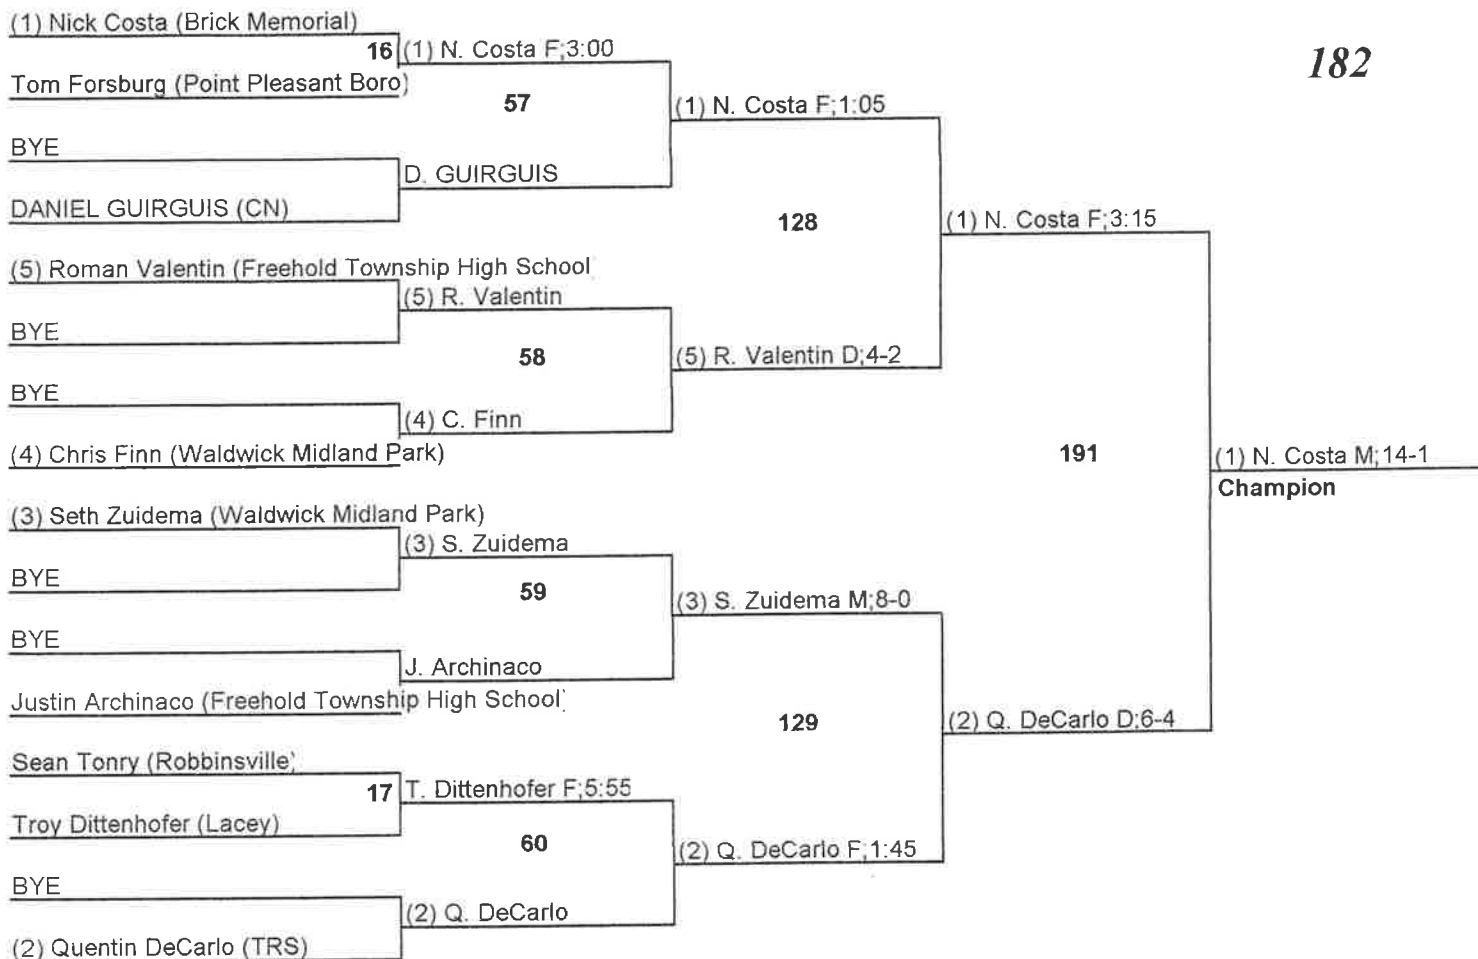 (1) Nick Costa (Brick Memorial)
182
16 (1) N. Costa F;3:00
Tom Forsburg (Point Pleasant Boro)
57
(1) N. Costa F;1:05
BYE
D. GUIRGUIS
DANIEL GUIRGUIS (CN)
128
(1) N. Costa F;3:15
(5) Roman Valentin (Freehold Township High School
(5) R. Valentin
BYE
58
(5) R. Valentin D;4-2
BYE
(4) C. Finn
(4) Chris Finn (Waldwick Midland Park)
191
(1) N. Costa M;14-1
Champion
(3) Seth Zuidema (Waldwick Midland Park)
(3) S. Zuidema
BYE
59
(3) S. Zuidema M;8-0
BYE
J. Archinaco
Justin Archinaco (Freehold Township High School)
129
(2) Q. DeCarlo D;6-4
Sean Tonry (Robbinsville)
17 T. Dittenhofer F;5:55
Troy Dittenhofer (Lacey)
60
(2) Q. DeCarlo F;1:45
BYE
(2) Q. DeCarlo
(2) Quentin DeCarlo (TRS)